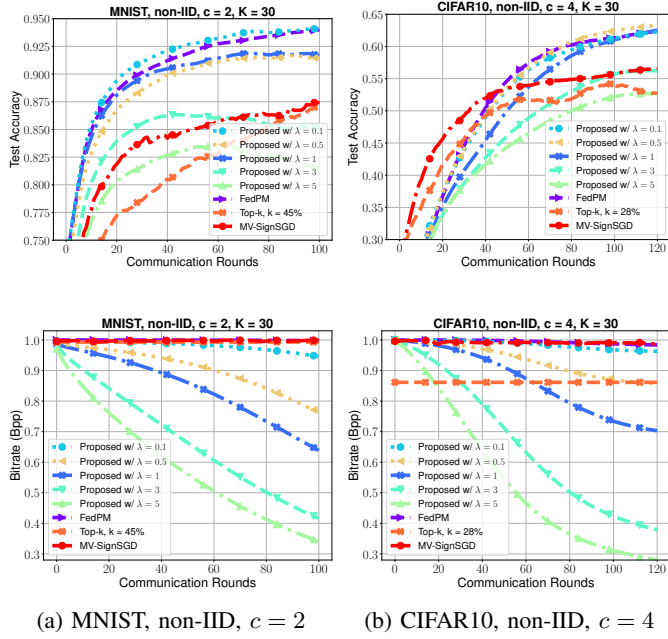 MNIST, non-IID, c = 2, K = 30
Test Accuracy
0.950
0.925
0.900
0.875
0.850
0.825
0.800
0.775
0.750
Proposed w/ λ = 0.1
Proposed w/ λ = 0.5
Proposed w/ λ = 1
Proposed w/ λ = 3
Proposed w/ λ = 5
FedPM
Top-k, k = 45%
MV-SignSGD
0 20 40 60 80 100
Communication Rounds
CIFAR10, non-IID, c = 4, K = 30
Test Accuracy
0.65
0.60
0.55
0.50
0.45
0.40
0.35
0.30
Proposed w/ λ = 0.1
Proposed w/ λ = 0.5
Proposed w/ λ = 1
Proposed w/ λ = 3
Proposed w/ λ = 5
FedPM
Top-k, k = 28%
MV-SignSGD
0 20 40 60 80 100 120
Communication Rounds
MNIST, non-IID, c = 2, K = 30
Bitrate (Bpp)
1.0
0.9
0.8
0.7
0.6
0.5
0.4
0.3
Proposed w/ λ = 0.1
Proposed w/ λ = 0.5
Proposed w/ λ = 1
Proposed w/ λ = 3
Proposed w/ λ = 5
FedPM
Top-k, k = 45%
MV-SignSGD
0 20 40 60 80 100
Communication Rounds
CIFAR10, non-IID, c = 4, K = 30
Bitrate (Bpp)
1.0
0.9
0.8
0.7
0.6
0.5
0.4
0.3
Proposed w/ λ = 0.1
Proposed w/ λ = 0.5
Proposed w/ λ = 1
Proposed w/ λ = 3
Proposed w/ λ = 5
FedPM
Top-k, k = 28%
MV-SignSGD
0 20 40 60 80 100 120
Communication Rounds
(a) MNIST, non-IID, c = 2
(b) CIFAR10, non-IID, c = 4